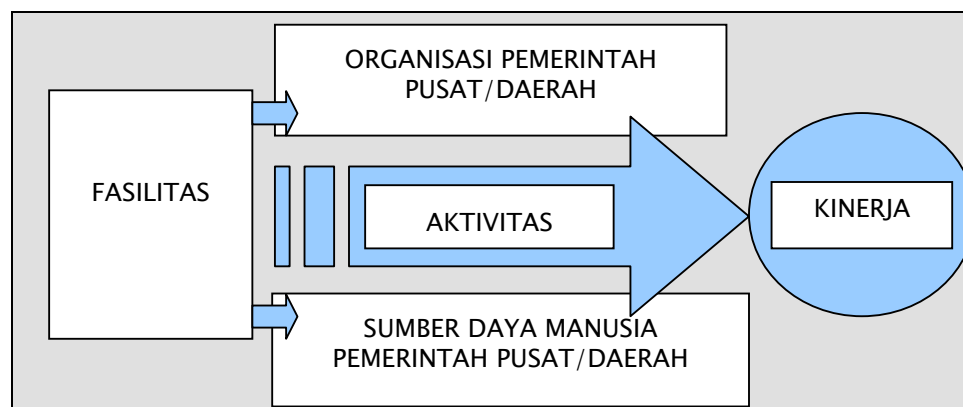 ORGANISASI PEMERINTAH
PUSAT/DAERAH
FASILITAS
AKTIVITAS
KINERJA
SUMBER DAYA MANUSIA
PEMERINTAH PUSAT/DAERAH